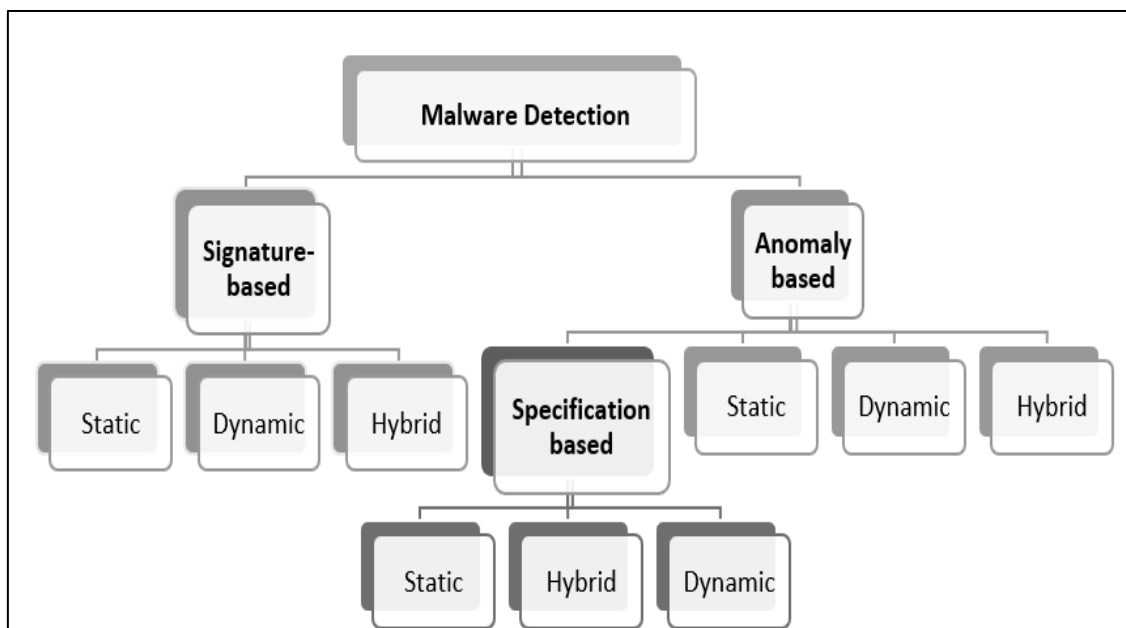 Malware Detection
Signature-
based
Anomaly
based
Static
Dynamic
Hybrid
Specification
based
Static
Dynamic
Hybrid
Static
Hybrid
Dynamic